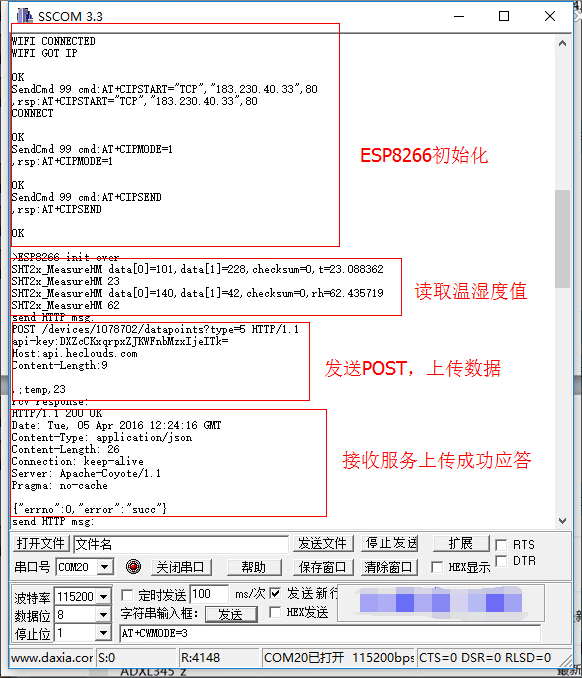 SSCOM 3.3
WIFI CONNECTED
WIFI GOT IP
OK
SendCmd 99 cmd:AT+CIPSTART="TCP","183.230.40.33",80
,rsp:AT+CIPSTART="TCP","183.230.40.33",80
CONNECT
OK
SendCmd 99 cmd:AT+CIPMODE=1
,rsp:AT+CIPMODE=1
ESP8266初始化
OK
SendCmd 99 cmd:AT+CIPSEND
,rsp:AT+CIPSEND
OK
>ESP8266 init over
SHT2x_MeasureHM data[0]=101,data[1]=228,checksum=0,t=23.088362
SHT2x_MeasureHM 23
SHT2x_MeasureHM data[0]=140,data[1]=42,checksum=0,rh=62.435719
SHT2x_MeasureHM 62
读取温湿度值
send HTTP msg:
POST /devices/1078702/datapoints?type=5 HTTP/1.1
api-key:DXZcCKxqrpxZJKWFnbMzxIjeITk=
Host:api.heclouds.com
Content-Length:9
发送POST，上传数据
,;temp,23
rcv response:
HTTP/1.1 200 OK
Date: Tue, 05 Apr 2016 12:24:16 GMT
Content-Type: application/json
Content-Length: 26
Connection: keep-alive
Server: Apache-Coyote/1.1
Pragma: no-cache
接收服务上传成功应答
{"errno":0,"error":"succ"}
send HTTP msg:
打开文件 文件名 发送文件 停止发送 扩展 RTS
串口号 COM20 关闭串口 帮助 保存窗口 清除窗口 HEX显示 DTR
波特率 115200 定时发送 100 ms/次 发送新行
数据位 8 字符串输入框: 发送 HEX发送
停止位 1 AT+CWMODE=3
www.daxia.com S:0 R:4148 COM20已打开 115200bps CTS=0 DSR=0 RLSD=0
ADXL345 z
最新